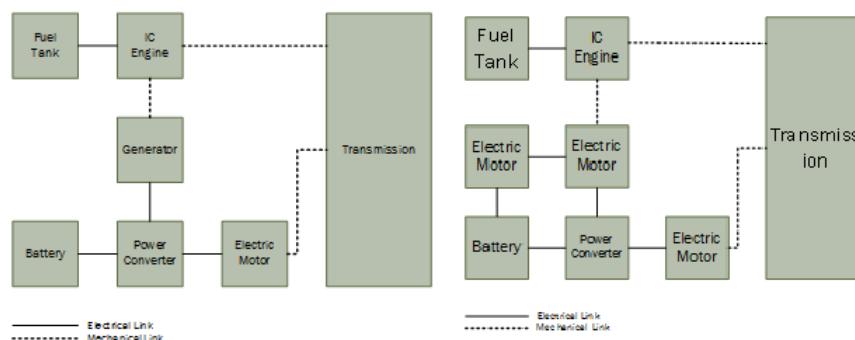 Fuel
Tank
IC
Engine
Generator
Transmission
Battery
Power
Converter
Electric
Motor
Electrical Link
Mechanical Link
Fuel
Tank
IC
Engine
Electric
Motor
Electric
Motor
Transmiss
ion
Battery
Power
Converter
Electric
Motor
Electrical Link
Mechanical Link